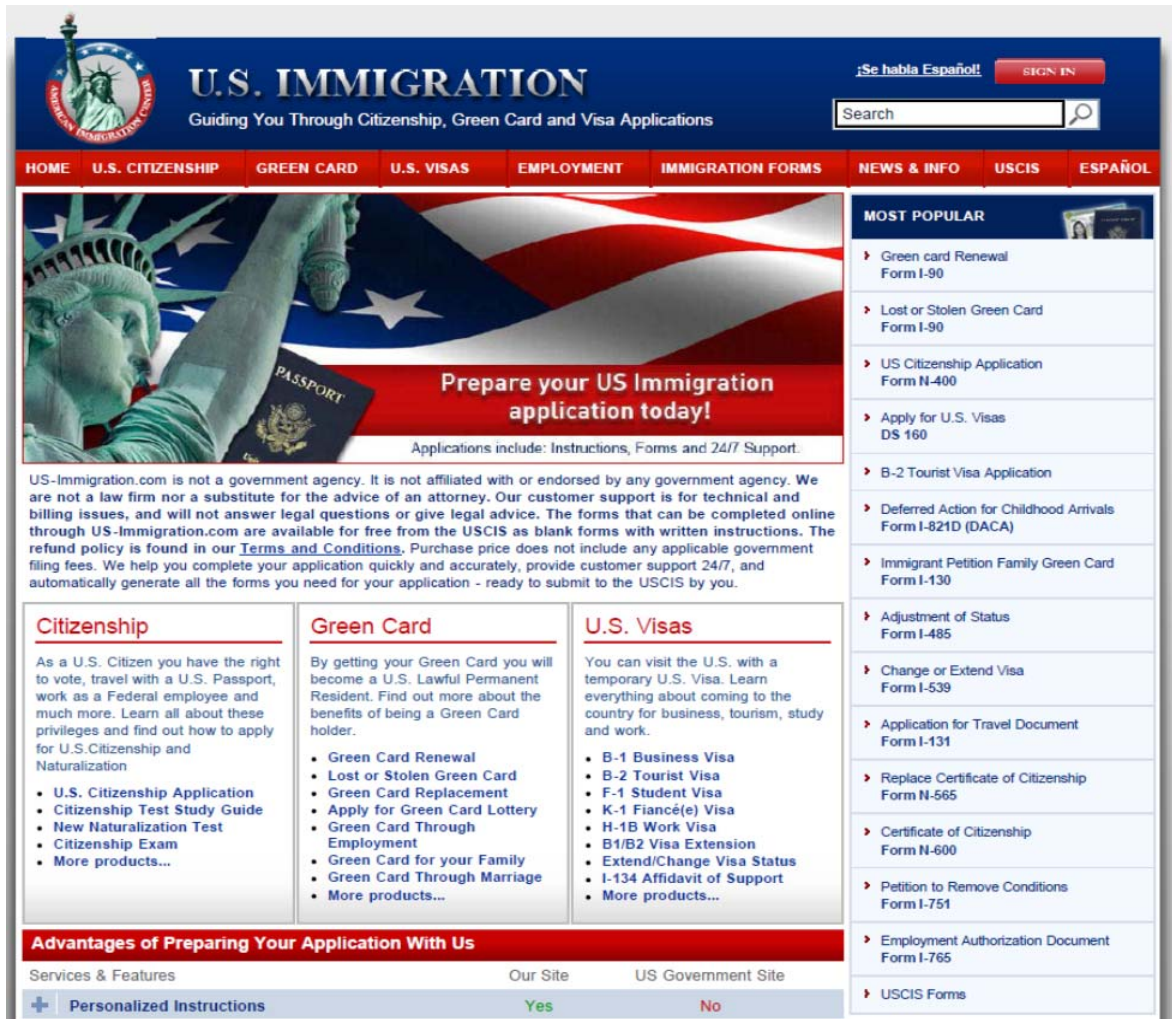 AMERICAN IMMIGRATION CENTER
U.S. IMMIGRATION
Guiding You Through Citizenship, Green Card and Visa Applications
¡Se habla Español!
SIGN IN
Search
HOME U.S. CITIZENSHIP GREEN CARD U.S. VISAS EMPLOYMENT IMMIGRATION FORMS NEWS & INFO USCIS ESPAÑOL
PASSPORT
Prepare your US Immigration
application today!
Applications include: Instructions, Forms and 24/7 Support.
US-Immigration.com is not a government agency. It is not affiliated with or endorsed by any government agency. We
are not a law firm nor a substitute for the advice of an attorney. Our customer support is for technical and
billing issues, and will not answer legal questions or give legal advice. The forms that can be completed online
through US-Immigration.com are available for free from the USCIS as blank forms with written instructions. The
refund policy is found in our Terms and Conditions. Purchase price does not include any applicable government
filing fees. We help you complete your application quickly and accurately, provide customer support 24/7, and
automatically generate all the forms you need for your application - ready to submit to the USCIS by you.
Citizenship
As a U.S. Citizen you have the right
to vote, travel with a U.S. Passport,
work as a Federal employee and
much more. Learn all about these
privileges and find out how to apply
for U.S.Citizenship and
Naturalization
• U.S. Citizenship Application
• Citizenship Test Study Guide
• New Naturalization Test
• Citizenship Exam
• More products...
Green Card
By getting your Green Card you will
become a U.S. Lawful Permanent
Resident. Find out more about the
benefits of being a Green Card
holder.
• Green Card Renewal
• Lost or Stolen Green Card
• Green Card Replacement
• Apply for Green Card Lottery
• Green Card Through
Employment
• Green Card for your Family
• Green Card Through Marriage
• More products...
U.S. Visas
You can visit the U.S. with a
temporary U.S. Visa. Learn
everything about coming to the
country for business, tourism, study
and work.
• B-1 Business Visa
• B-2 Tourist Visa
• F-1 Student Visa
• K-1 Fiancé(e) Visa
• H-1B Work Visa
• B1/B2 Visa Extension
• Extend/Change Visa Status
• I-134 Affidavit of Support
• More products...
Advantages of Preparing Your Application With Us
Services & Features Our Site US Government Site
Personalized Instructions Yes No
MOST POPULAR
Green card Renewal
Form I-90
Lost or Stolen Green Card
Form I-90
US Citizenship Application
Form N-400
Apply for U.S. Visas
DS 160
B-2 Tourist Visa Application
Deferred Action for Childhood Arrivals
Form I-821D (DACA)
Immigrant Petition Family Green Card
Form I-130
Adjustment of Status
Form I-485
Change or Extend Visa
Form I-539
Application for Travel Document
Form I-131
Replace Certificate of Citizenship
Form N-565
Certificate of Citizenship
Form N-600
Petition to Remove Conditions
Form I-751
Employment Authorization Document
Form I-765
USCIS Forms